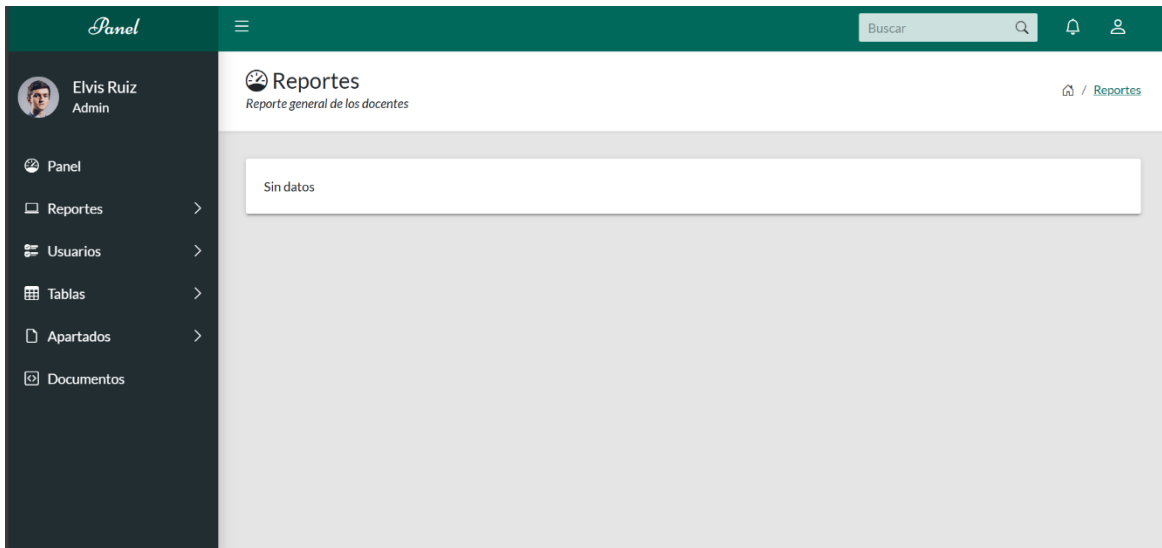 Panel
Buscar
Elvis Ruiz
Admin
Panel
Reportes
Usuarios
Tablas
Apartados
Documentos
Reportes
Reporte general de los docentes
/ Reportes
Sin datos